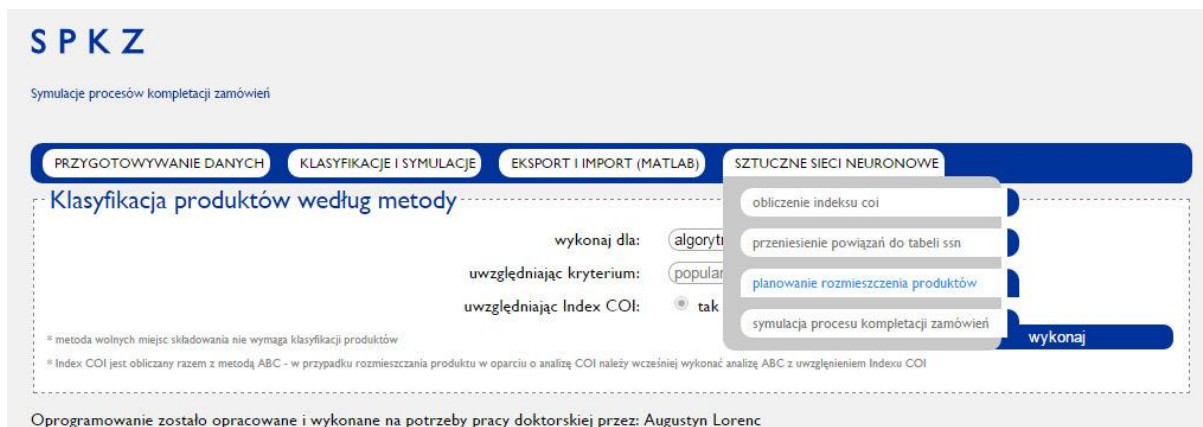 SPKZ
Symulacje procesów kompletacji zamówień
PRZYGOTOWYWANIE DANYCH KLASYFIKACJE I SYMULACJE EKSPORT I IMPORT (MATLAB) SZTUCZNE SIECI NEURONOWE
Klasyfikacja produktów według metody
obliczenie indeksu coi
wykonaj dla:
przeniesienie powiązań do tabeli ssn
uwzględniając kryterium:
planowanie rozmieszczenia produktów
uwzględniając Index COI: tak
symulacja procesu kompletacji zamówień
wykonaj
* metoda wolnych miejsc składowania nie wymaga klasyfikacji produktów
* Index COI jest obliczany razem z metodą ABC - w przypadku rozmieszczania produktu w oparciu o analizę COI należy wcześniej wykonać analizę ABC z uwzglęnieniem Indexu COI
Oprogramowanie zostało opracowane i wykonane na potrzeby pracy doktorskiej przez: Augustyn Lorenc